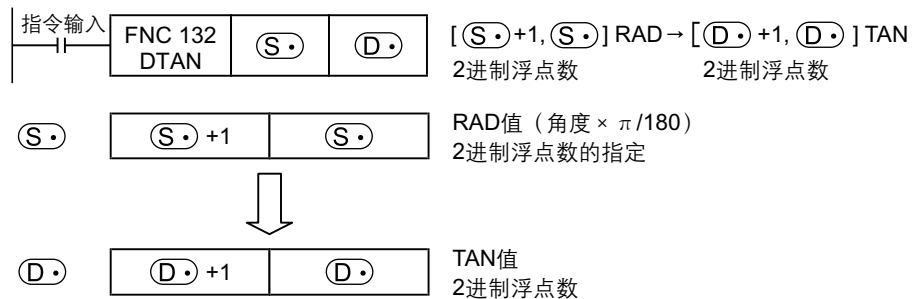 指令输入
FNC 132
DTAN
S· D·
[ S· +1, S· ] RAD → [ D· +1, D· ] TAN
2进制浮点数 2进制浮点数
S· S· +1 S·
RAD值（角度× π/180）
2进制浮点数的指定
D· D· +1 D·
TAN值
2进制浮点数